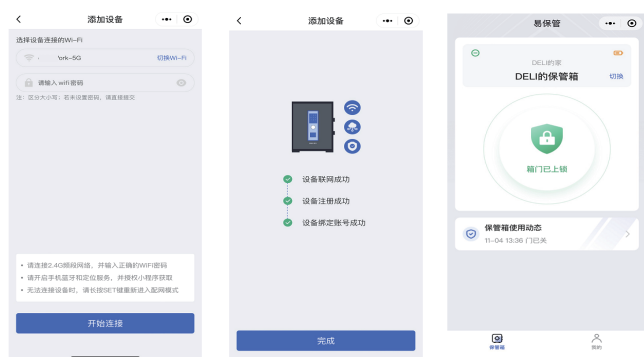 添加设备
选择设备连接的Wi-Fi
ork-5G
切换Wi-Fi
请输入wifi密码
注：区分大小写；若未设置密码，请直接提交
• 请连接2.4G频段网络，并输入正确的WIFI密码
• 请开启手机蓝牙和定位服务，并授权小程序获取
• 无法连接设备时，请长按SET键重新进入配网模式
开始连接
添加设备
设备联网成功
设备注册成功
设备绑定账号成功
完成
易保管
DELI的家
DELI的保管箱
切换
箱门已上锁
保管箱使用动态
11-04 13:36 门已关
保管箱
我的